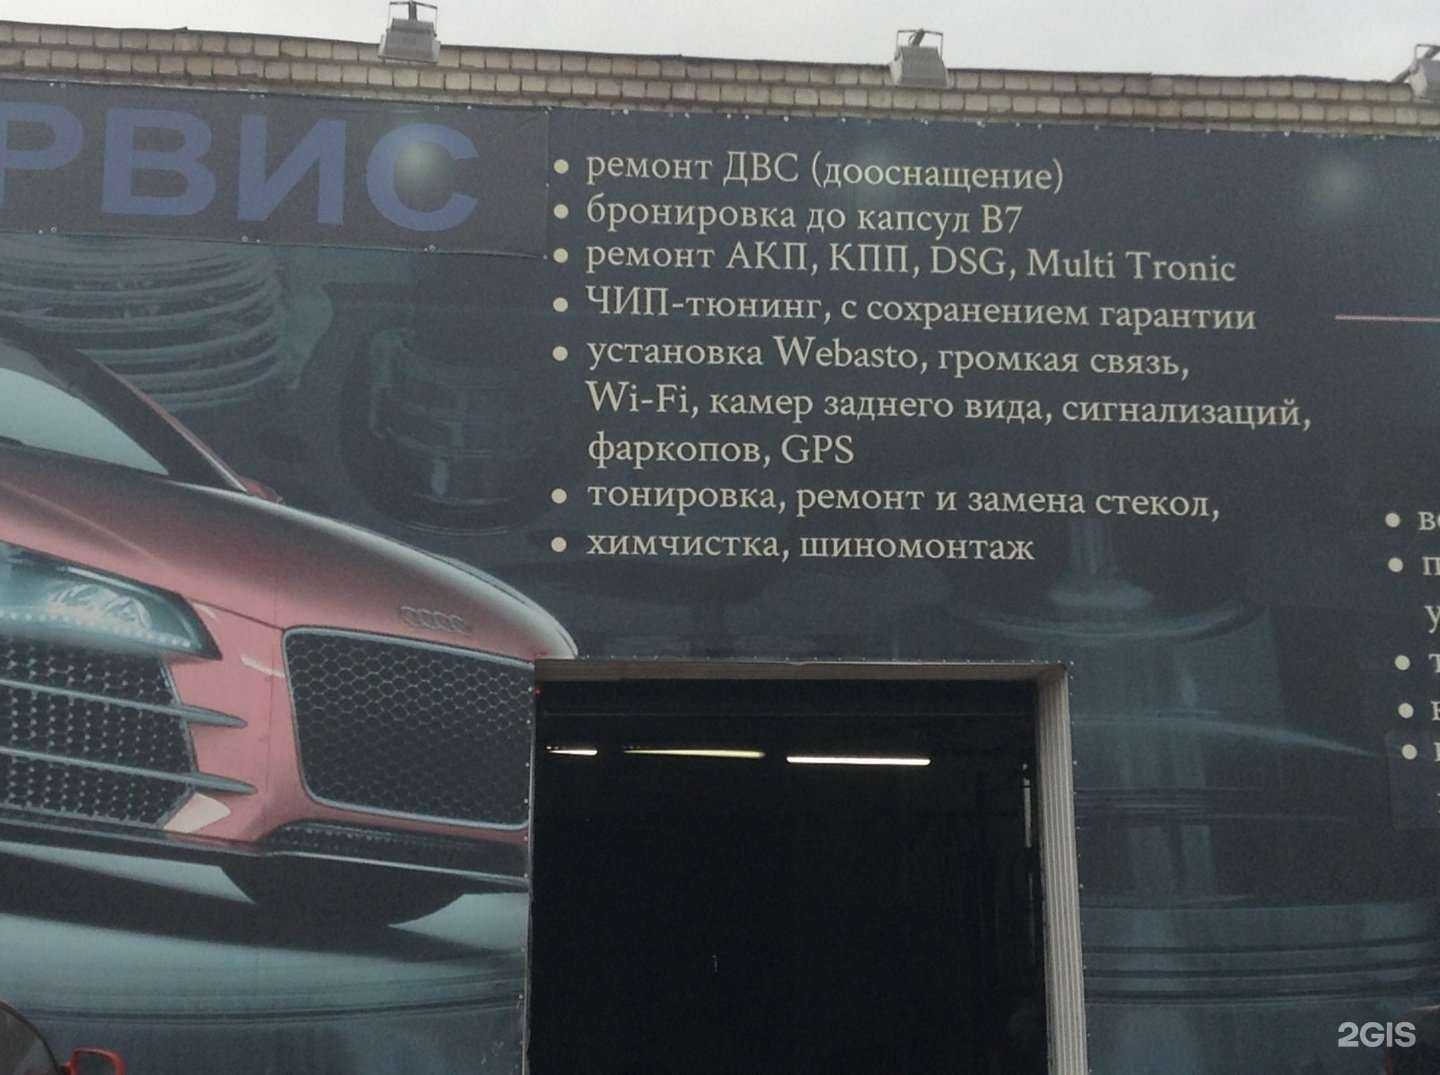 РВИС
• ремонт ДВС (дооснащение)
• бронировка до капсул В7
• ремонт АКП, КПП, DSG, Multi Tronic
• ЧИП-тюнинг, с сохранением гарантии
• установка Webasto, громкая связь,
Wi-Fi, камер заднего вида, сигнализаций,
фаркопов, GPS
• тонировка, ремонт и замена стекол,
• химчистка, шиномонтаж
2GIS